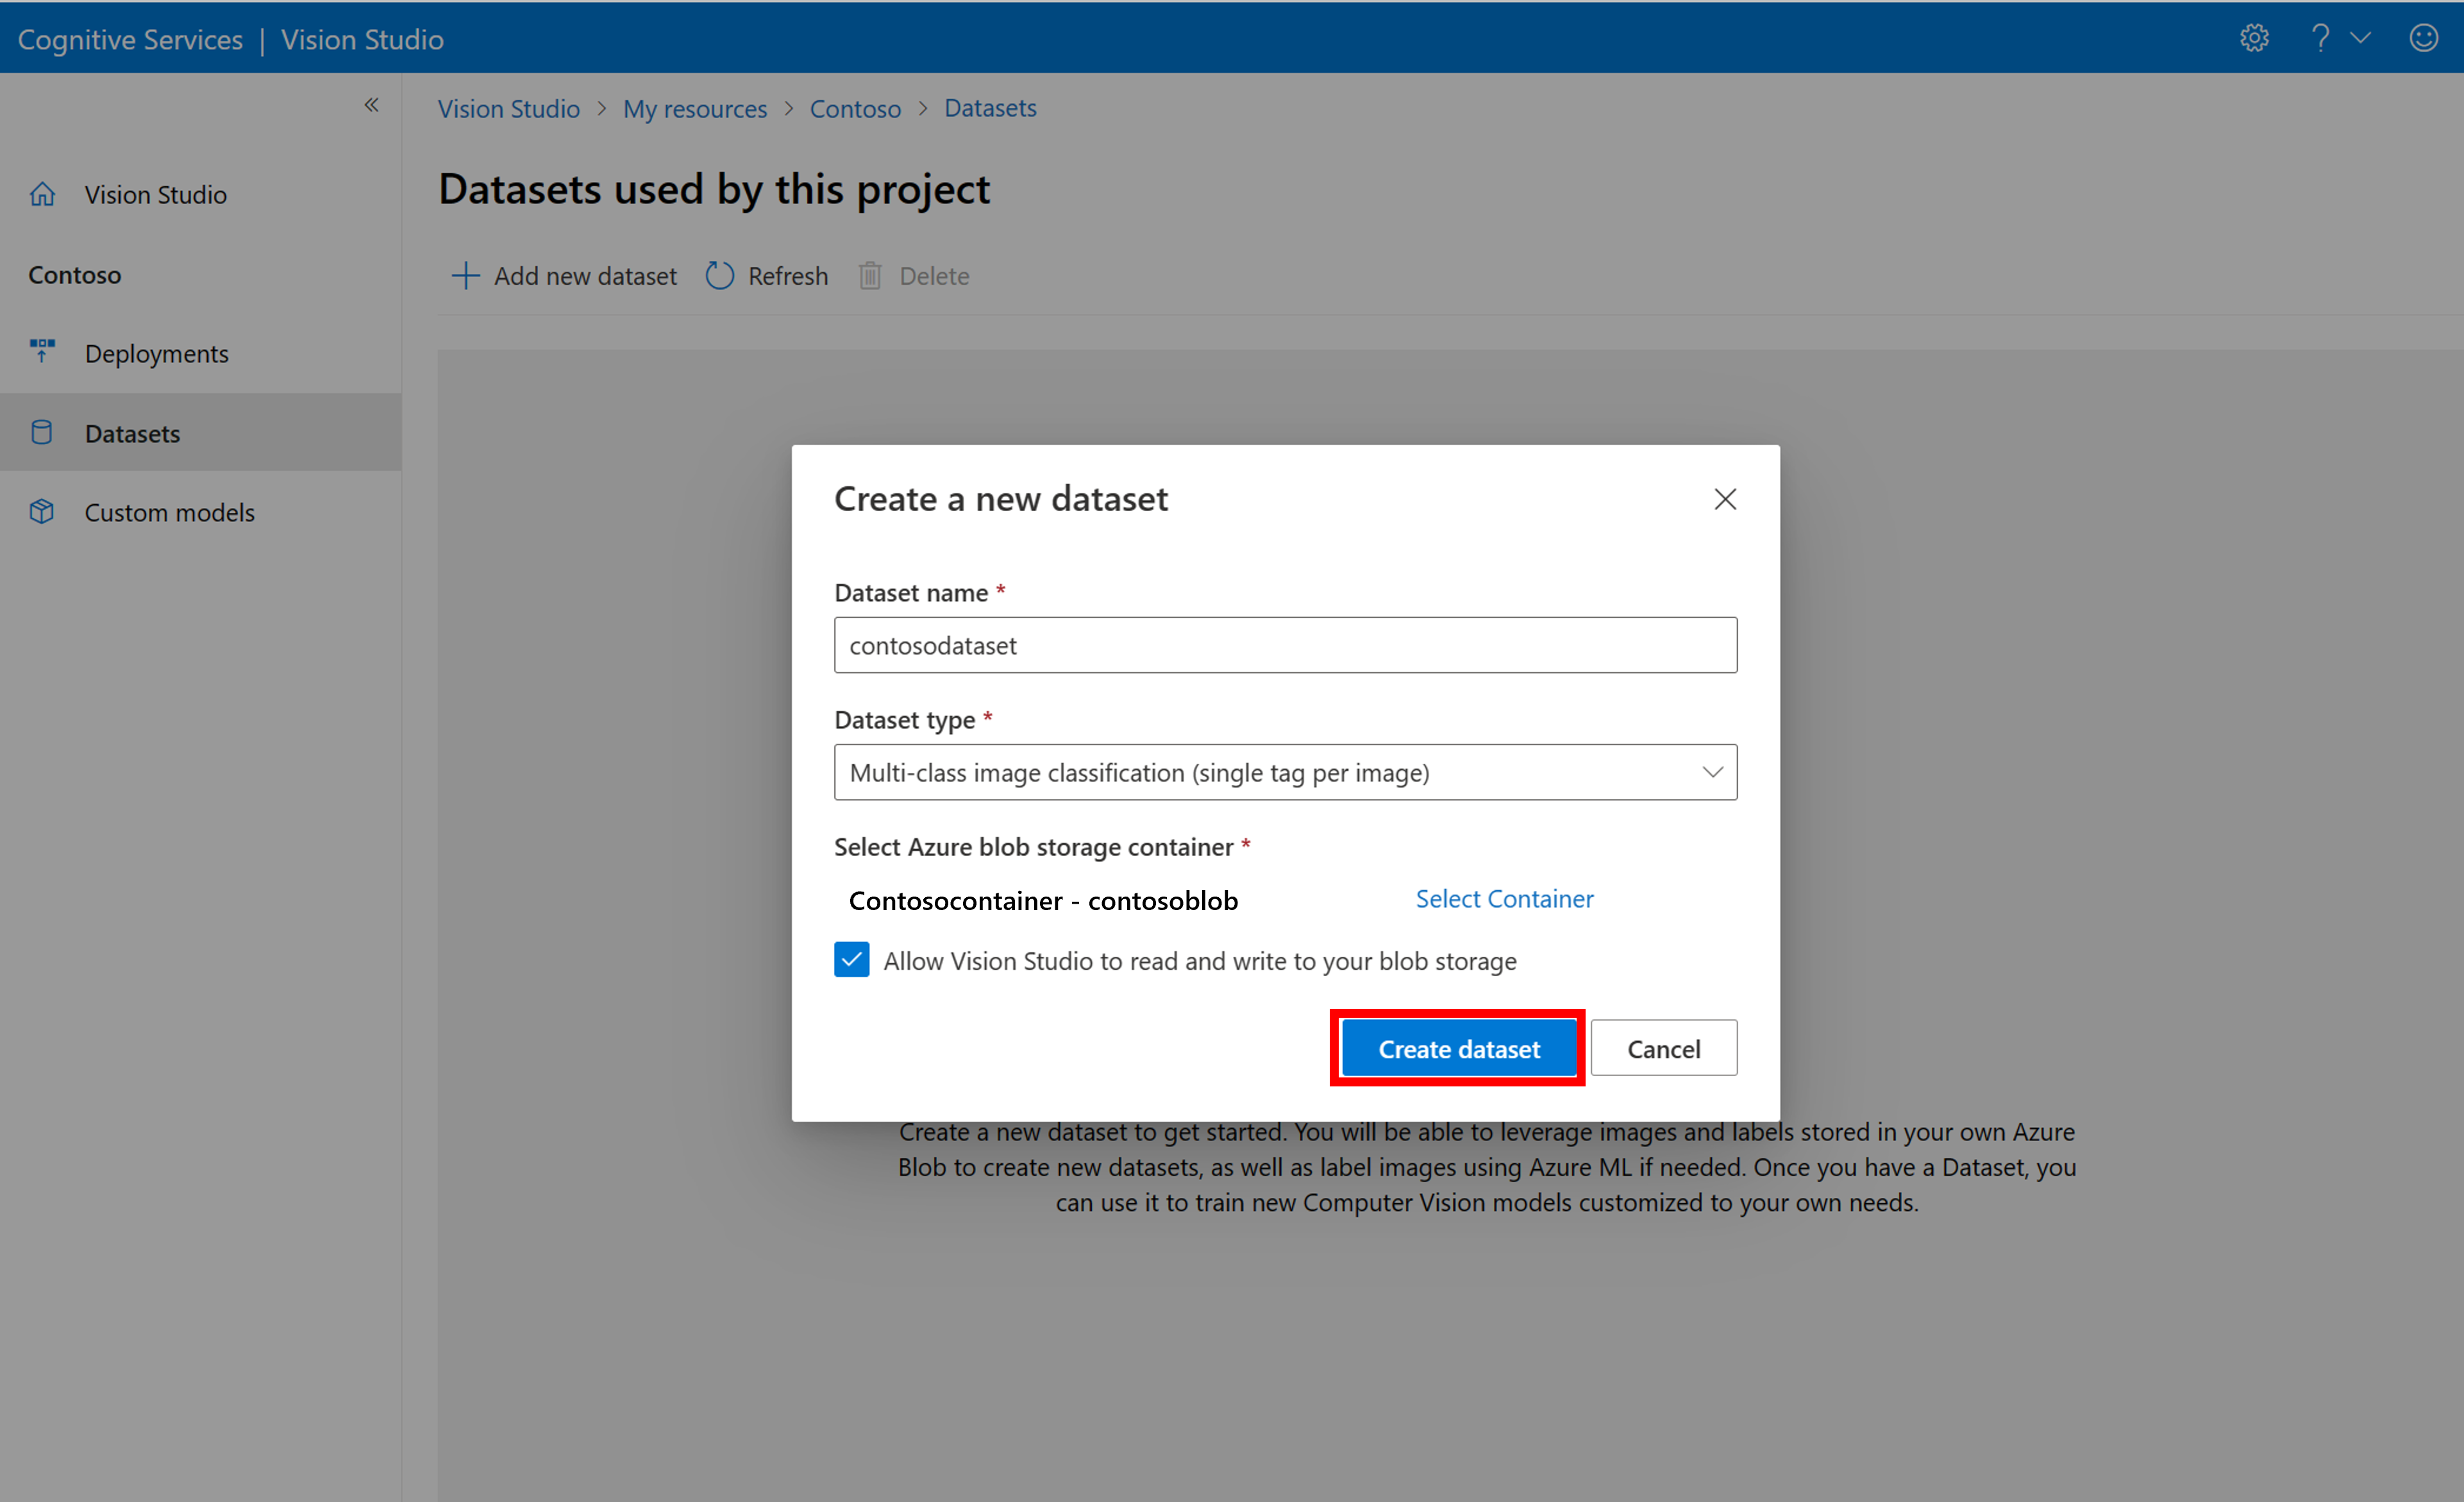 Cognitive Services | Vision Studio
Vision Studio > My resources > Contoso > Datasets
Vision Studio
Contoso
Deployments
Datasets
Custom models
Datasets used by this project
Add new dataset Refresh Delete
Create a new dataset
Dataset name *
contosodataset
Dataset type *
Multi-class image classification (single tag per image)
Select Azure blob storage container *
Contosocontainer - contosoblob Select Container
Allow Vision Studio to read and write to your blob storage
Create dataset Cancel
Create a new dataset to get started. You will be able to leverage images and labels stored in your own Azure
Blob to create new datasets, as well as label images using Azure ML if needed. Once you have a Dataset, you
can use it to train new Computer Vision models customized to your own needs.